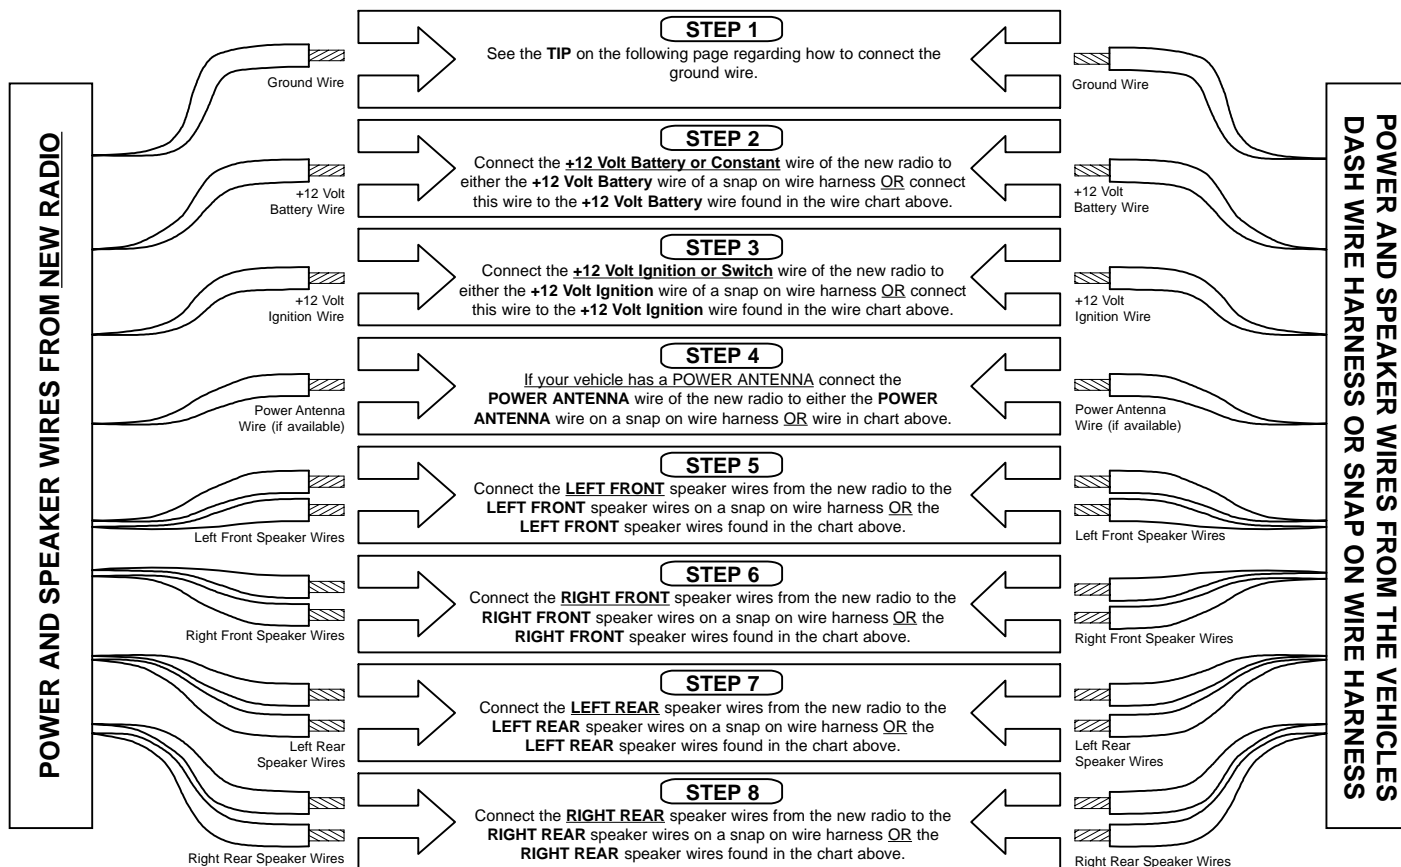 POWER AND SPEAKER WIRES FROM NEW RADIO
STEP 1
See the TIP on the following page regarding how to connect the
ground wire.
Ground Wire
Ground Wire
STEP 2
Connect the +12 Volt Battery or Constant wire of the new radio to
either the +12 Volt Battery wire of a snap on wire harness OR connect
this wire to the +12 Volt Battery wire found in the wire chart above.
+12 Volt
Battery Wire
+12 Volt
Battery Wire
STEP 3
Connect the +12 Volt Ignition or Switch wire of the new radio to
either the +12 Volt Ignition wire of a snap on wire harness OR connect
this wire to the +12 Volt Ignition wire found in the wire chart above.
+12 Volt
Ignition Wire
+12 Volt
Ignition Wire
STEP 4
If your vehicle has a POWER ANTENNA connect the
POWER ANTENNA wire of the new radio to either the POWER
ANTENNA wire on a snap on wire harness OR wire in chart above.
Power Antenna
Wire (if available)
Power Antenna
Wire (if available)
STEP 5
Connect the LEFT FRONT speaker wires from the new radio to the
LEFT FRONT speaker wires on a snap on wire harness OR the
LEFT FRONT speaker wires found in the chart above.
Left Front Speaker Wires
Left Front Speaker Wires
STEP 6
Connect the RIGHT FRONT speaker wires from the new radio to the
RIGHT FRONT speaker wires on a snap on wire harness OR the
RIGHT FRONT speaker wires found in the chart above.
Right Front Speaker Wires
Right Front Speaker Wires
STEP 7
Connect the LEFT REAR speaker wires from the new radio to the
LEFT REAR speaker wires on a snap on wire harness OR the
LEFT REAR speaker wires found in the chart above.
Left Rear
Speaker Wires
Left Rear
Speaker Wires
STEP 8
Connect the RIGHT REAR speaker wires from the new radio to the
RIGHT REAR speaker wires on a snap on wire harness OR the
RIGHT REAR speaker wires found in the chart above.
Right Rear Speaker Wires
Right Rear Speaker Wires
POWER AND SPEAKER WIRES FROM THE VEHICLES
DASH WIRE HARNESS OR SNAP ON WIRE HARNESS